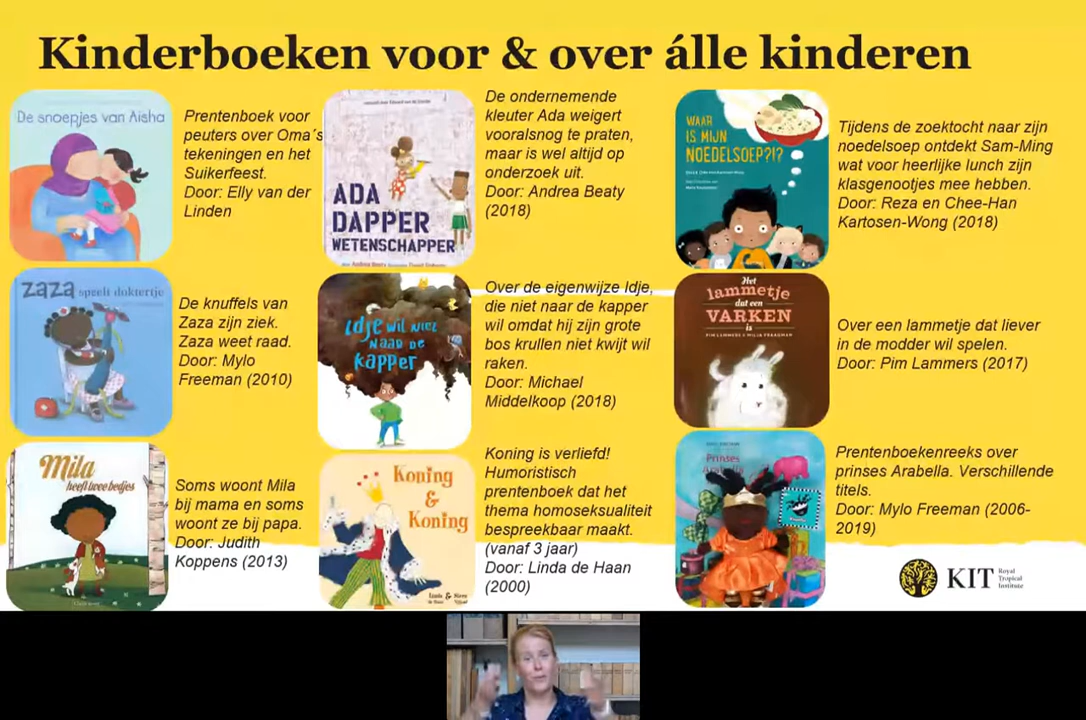 Kinderboeken voor & over álle kinderen
De snoepjes van Aisha
Prentenboek voor
peuters over Oma´s
tekeningen en het
Suikerfeest.
Door: Elly van der
Linden
ADA
DAPPER
WETENSCHAPPER
De ondernemende
kleuter Ada weigert
vooralsnog te praten,
maar is wel altijd op
onderzoek uit.
Door: Andrea Beaty
(2018)
WAAR
IS MIJN
NOEDELSOEP?!?
Tijdens de zoektocht naar zijn
noedelsoep ontdekt Sam-Ming
wat voor heerlijke lunch zijn
klasgenootjes mee hebben.
Door: Reza en Chee-Han
Kartosen-Wong (2018)
ZAZA speelt doktertje
De knuffels van
Zaza zijn ziek.
Zaza weet raad.
Door: Mylo
Freeman (2010)
Idje wil niet
naar de
kapper
Over de eigenwijze Idje,
die niet naar de kapper
wil omdat hij zijn grote
bos krullen niet kwijt wil
raken.
Door: Michael
Middelkoop (2018)
Het
lammetje
dat een
VARKEN
is
PIM LAMMERS & MILJA PRAAGMAN
Over een lammetje dat liever
in de modder wil spelen.
Door: Pim Lammers (2017)
Mila
heeft twee bedjes
Soms woont Mila
bij mama en soms
woont ze bij papa.
Door: Judith
Koppens (2013)
Koning
&
Koning
Linda & Stern
de Haan Nijland
Koning is verliefd!
Humoristisch
prentenboek dat het
thema homoseksualiteit
bespreekbaar maakt.
(vanaf 3 jaar)
Door: Linda de Haan
(2000)
Prinses
Arabella
Prentenboekenreeks over
prinses Arabella. Verschillende
titels.
Door: Mylo Freeman (2006-
2019)
KIT
Royal
Tropical
Institute